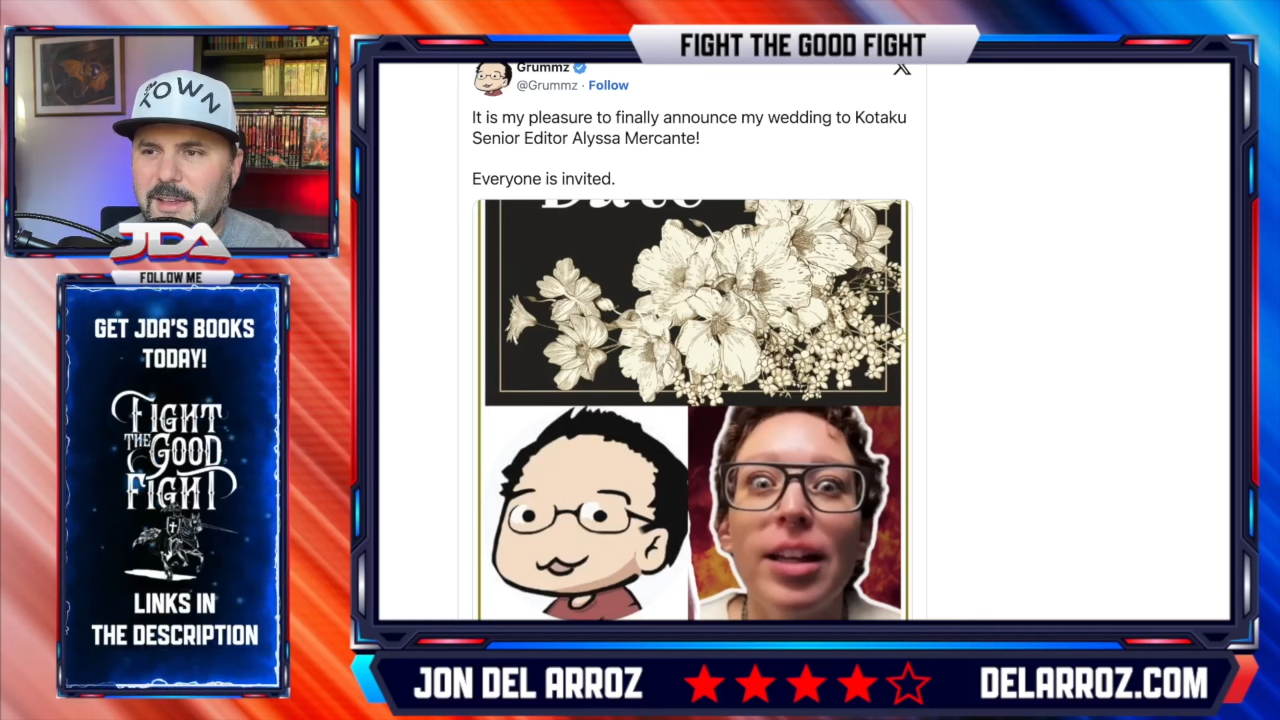 FIGHT THE GOOD FIGHT
THE TOWN
JDA
FOLLOW ME
GET JDA'S BOOKS
TODAY!
FIGHT
THE GOOD
FIGHT
LINKS IN
THE DESCRIPTION
Grummz
@Grummz · Follow
It is my pleasure to finally announce my wedding to Kotaku
Senior Editor Alyssa Mercante!
Everyone is invited.
Date
JON DEL ARROZ
DELARROZ.COM